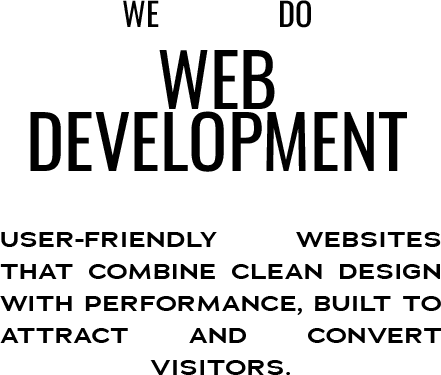 WE DO
WEB
DEVELOPMENT
USER-FRIENDLY WEBSITES
THAT COMBINE CLEAN DESIGN
WITH PERFORMANCE, BUILT TO
ATTRACT AND CONVERT
VISITORS.